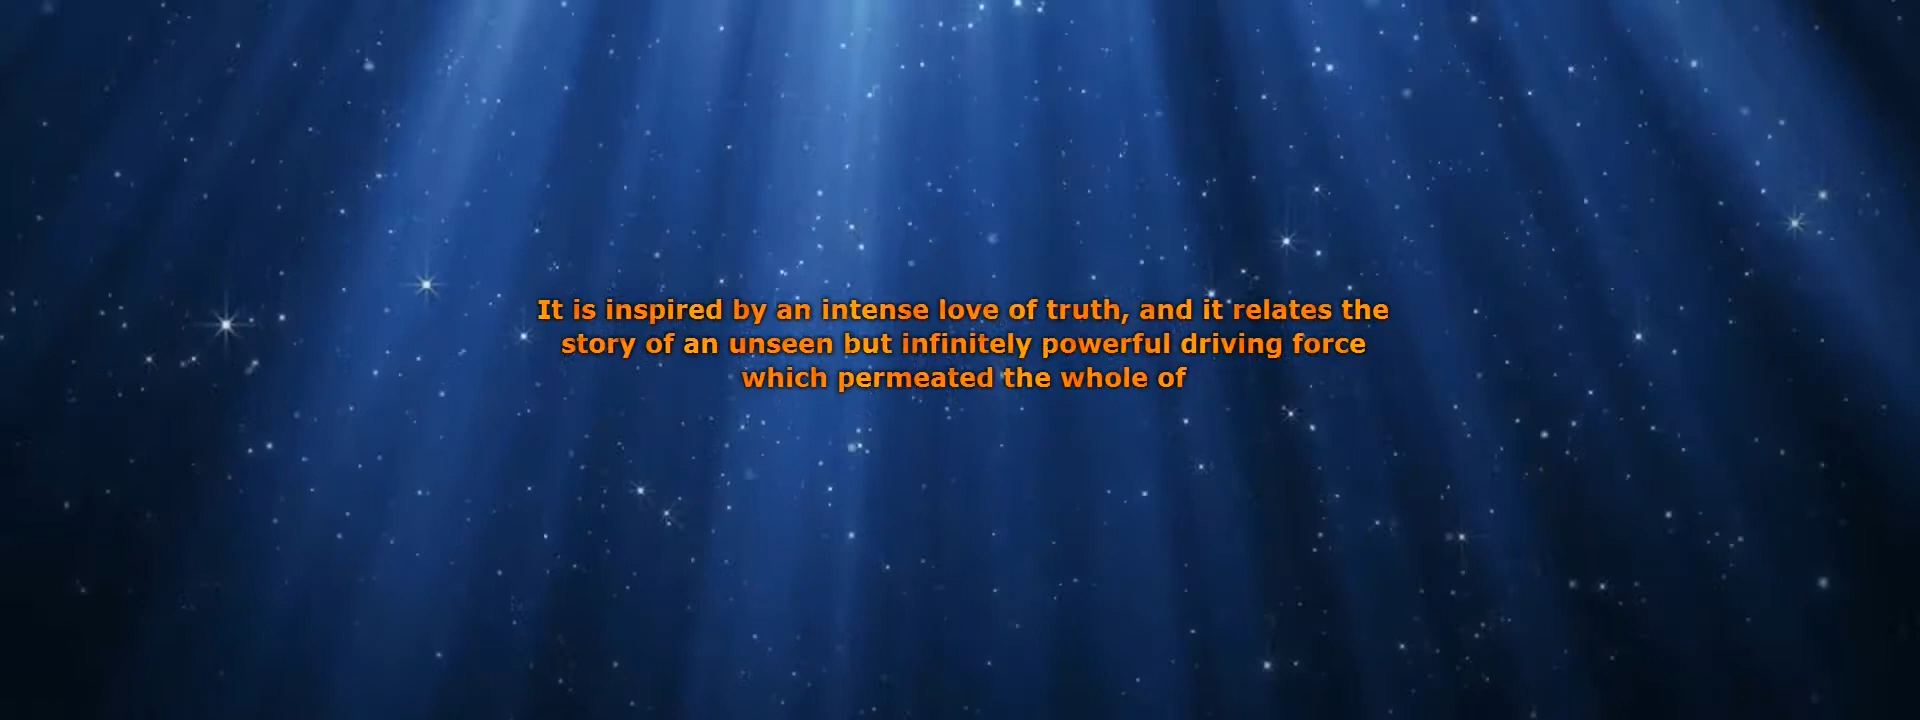 It is inspired by an intense love of truth, and it relates the
story of an unseen but infinitely powerful driving force
which permeated the whole of